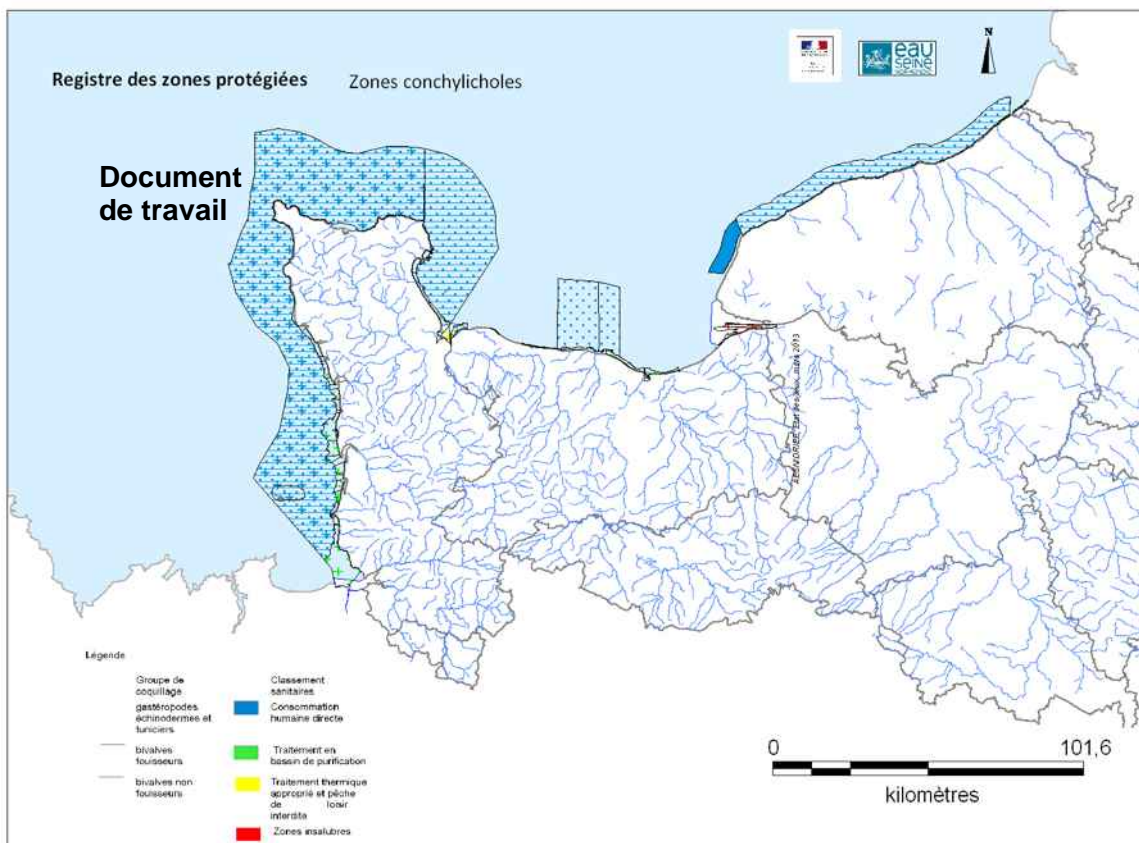 Registre des zones protégées
Zones conchylicholes
N
eau
SEINE
Document
de travail
Légende
Groupe de
coquillage
gastéropodes
échinodermes et
tuniciers
bivalves
fouisseurs
bivalves non
fouisseurs
Classement
sanitaires
Consommation
humaine directe
Traitement en
bassin de purification
Traitement thermique
approprié et pêche
de loisir
interdite
Zones insalubres
0 101,6
kilomètres